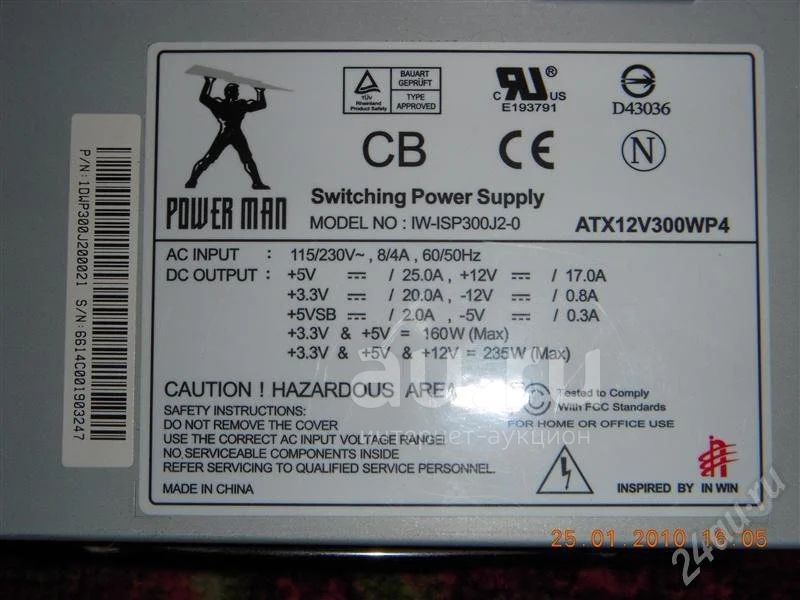 P/N:1DWP300J200021 S/N:6614C001903247
POWER MAN
TÜV Rheinland Product Safety
BAUART GEPRÜFT
TYPE APPROVED
C RU ® US
E193791
D43036
CB CE N
Switching Power Supply
MODEL NO : IW-ISP300J2-0 ATX12V300WP4
AC INPUT : 115/230V~ , 8/4A , 60/50Hz
DC OUTPUT : +5V / 25.0A , +12V / 17.0A
+3.3V / 20.0A , -12V / 0.8A
+5VSB / 2.0A , -5V / 0.3A
+3.3V & +5V = 160W (Max)
+3.3V & +5V & +12V = 235W (Max)
CAUTION ! HAZARDOUS AREA
SAFETY INSTRUCTIONS:
DO NOT REMOVE THE COVER
USE THE CORRECT AC INPUT VOLTAGE RANGE!
NO SERVICEABLE COMPONENTS INSIDE
REFER SERVICING TO QUALIFIED SERVICE PERSONNEL.
MADE IN CHINA
Tested to Comply
With FCC Standards
FOR HOME OR OFFICE USE
INSPIRED BY IN WIN
au.ru
интернет-аукцион
25.01.2010 16:05
24au.ru